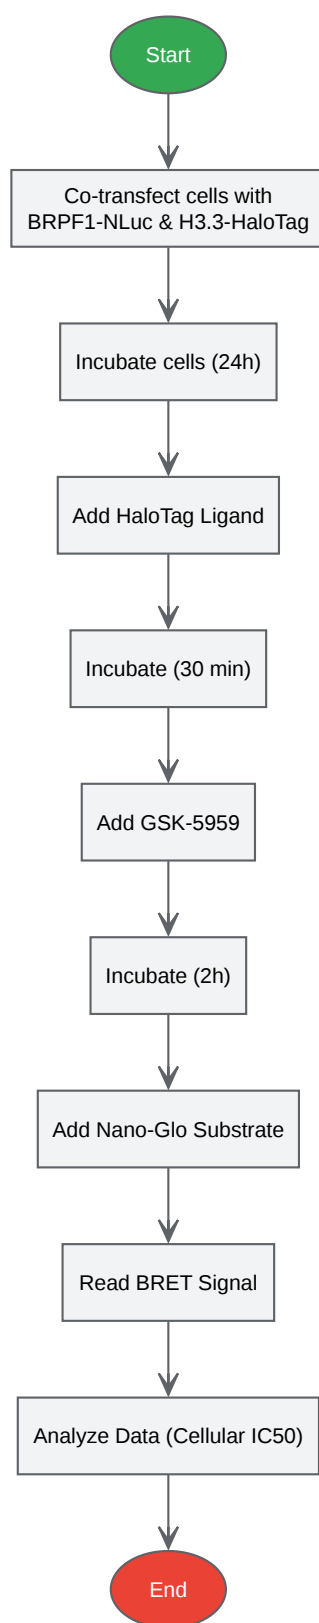 Start
Co-transfect cells with
BRPF1-NLuc & H3.3-HaloTag
Incubate cells (24h)
Add HaloTag Ligand
Incubate (30 min)
Add GSK-5959
Incubate (2h)
Add Nano-Glo Substrate
Read BRET Signal
Analyze Data (Cellular IC50)
End